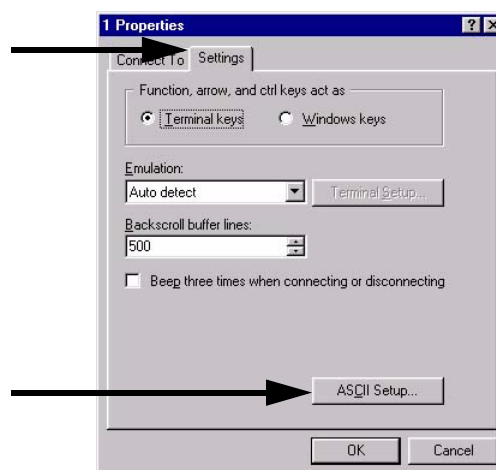 1 Properties
Connect To Settings
Function, arrow, and ctrl keys act as
Terminal keys Windows keys
Emulation:
Auto detect Terminal Setup...
Backscroll buffer lines:
500
Beep three times when connecting or disconnecting
ASCII Setup...
OK Cancel